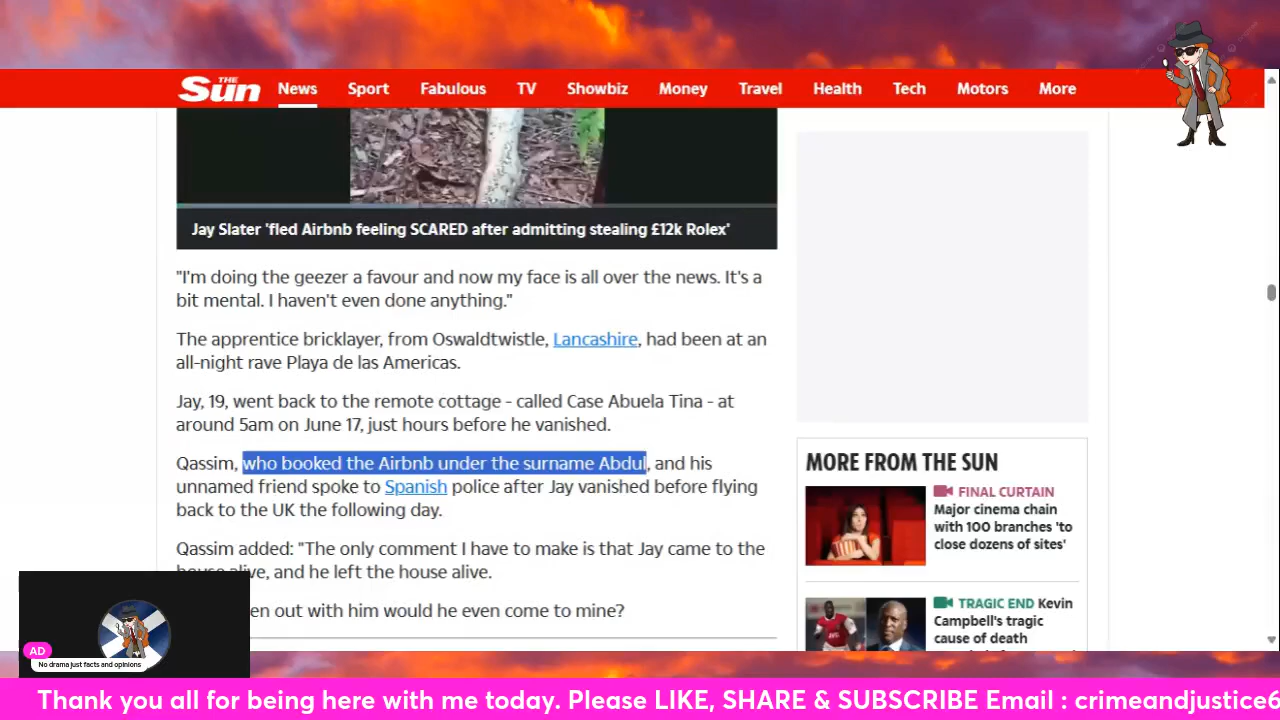 THE Sun News Sport Fabulous TV Showbiz Money Travel Health Tech Motors More
Jay Slater 'fled Airbnb feeling SCARED after admitting stealing £12k Rolex'
"I'm doing the geezer a favour and now my face is all over the news. It's a
bit mental. I haven't even done anything."
The apprentice bricklayer, from Oswaldtwistle, Lancashire, had been at an
all-night rave Playa de las Americas.
Jay, 19, went back to the remote cottage - called Case Abuela Tina - at
around 5am on June 17, just hours before he vanished.
Qassim, who booked the Airbnb under the surname Abdul, and his
unnamed friend spoke to Spanish police after Jay vanished before flying
back to the UK the following day.
Qassim added: "The only comment I have to make is that Jay came to the
alive, and he left the house alive.
out with him would he even come to mine?
MORE FROM THE SUN
FINAL CURTAIN
Major cinema chain
with 100 branches 'to
close dozens of sites'
TRAGIC END Kevin
Campbell's tragic
cause of death
AD
No drama just facts and opinions
Thank you all for being here with me today. Please LIKE, SHARE & SUBSCRIBE Email : crimeandjustice6